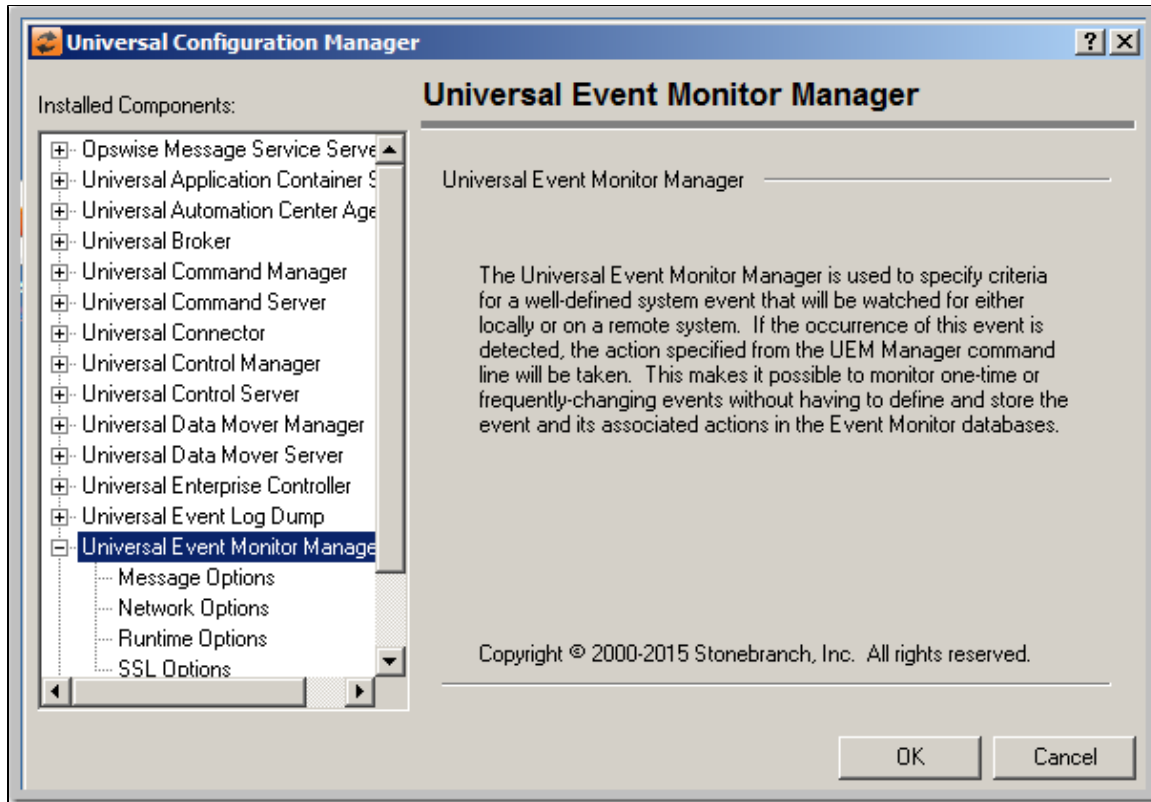 Universal Configuration Manager
Installed Components:
Opswise Message Service Serve
Universal Application Container S
Universal Automation Center Age
Universal Broker
Universal Command Manager
Universal Command Server
Universal Connector
Universal Control Manager
Universal Control Server
Universal Data Mover Manager
Universal Data Mover Server
Universal Enterprise Controller
Universal Event Log Dump
Universal Event Monitor Manage
Message Options
Network Options
Runtime Options
SSL Options
Universal Event Monitor Manager
Universal Event Monitor Manager
The Universal Event Monitor Manager is used to specify criteria
for a well-defined system event that will be watched for either
locally or on a remote system.  If the occurrence of this event is
detected, the action specified from the UEM Manager command
line will be taken.  This makes it possible to monitor one-time or
frequently-changing events without having to define and store the
event and its associated actions in the Event Monitor databases.
Copyright © 2000-2015 Stonebranch, Inc.  All rights reserved.
OK
Cancel